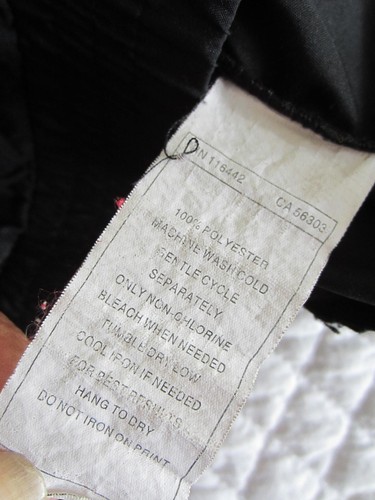 RN 116442 CA 56303
100% POLYESTER
MACHINE WASH COLD
GENTLE CYCLE
SEPARATELY
ONLY NON-CHLORINE
BLEACH WHEN NEEDED
TUMBLE DRY LOW
COOL IRON IF NEEDED
FOR BEST RESULTS
HANG TO DRY
DO NOT IRON ON PRINT